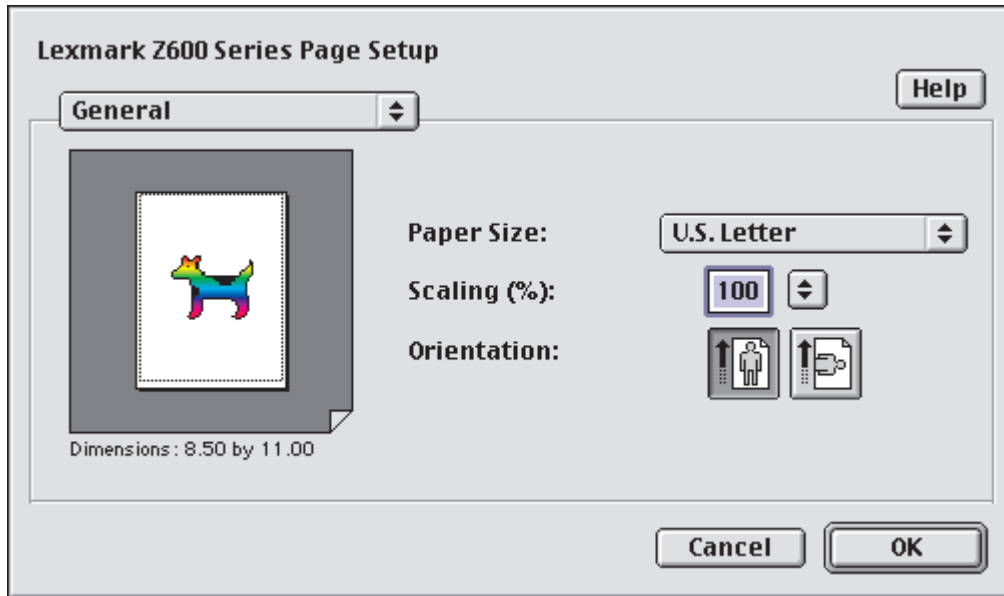 Lexmark Z600 Series Page Setup
Help
General
Paper Size: U.S. Letter
Scaling (%): 100
Orientation:
Dimensions: 8.50 by 11.00
Cancel OK